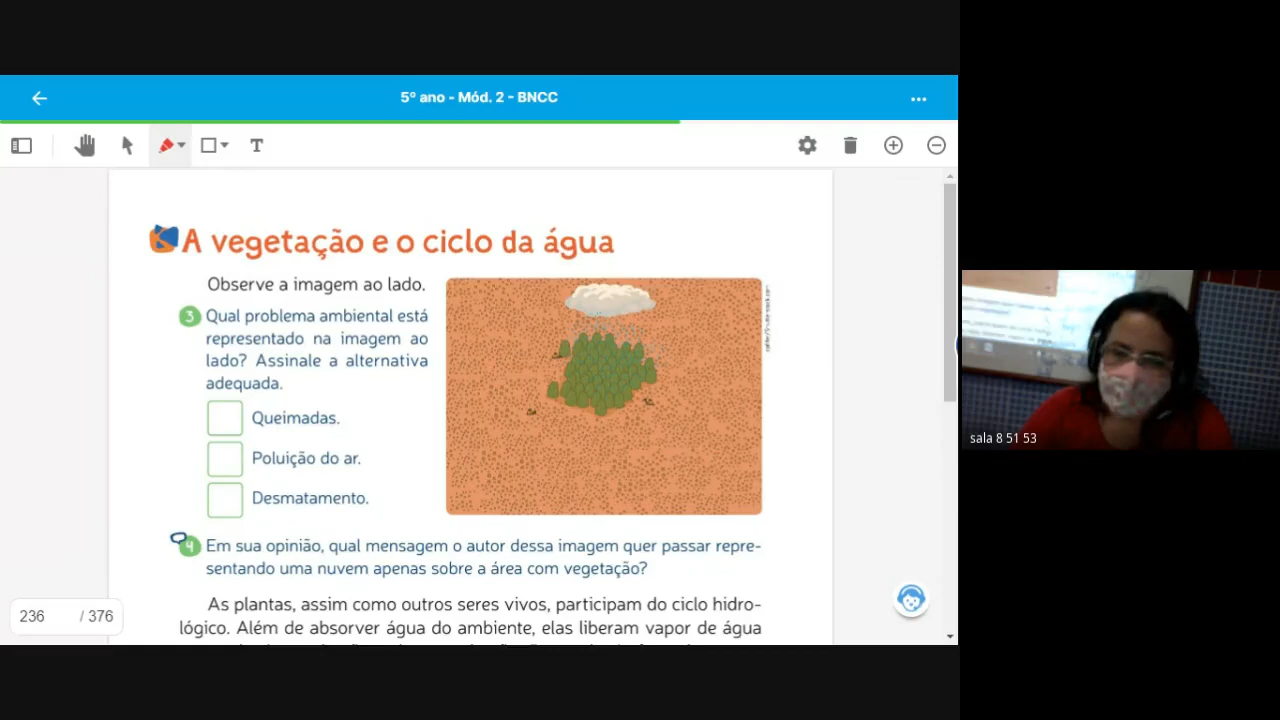 5º ano - Mód. 2 - BNCC
T
A vegetação e o ciclo da água
Observe a imagem ao lado.
3 Qual problema ambiental está
representado na imagem ao
lado? Assinale a alternativa
adequada.
Queimadas.
Poluição do ar.
Desmatamento.
4 Em sua opinião, qual mensagem o autor dessa imagem quer passar repre-
sentando uma nuvem apenas sobre a área com vegetação?
As plantas, assim como outros seres vivos, participam do ciclo hidro-
lógico. Além de absorver água do ambiente, elas liberam vapor de água
236 / 376
sala 8 51 53